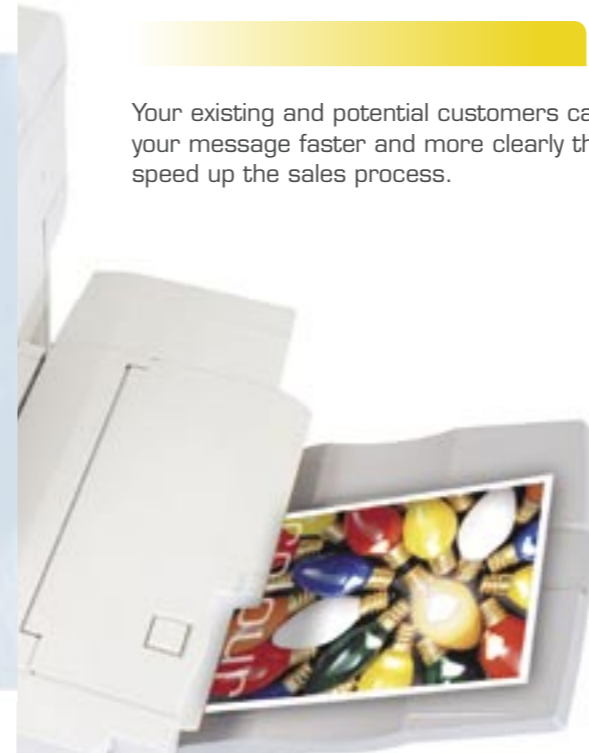 Your existing and potential customers ca
your message faster and more clearly th
speed up the sales process.